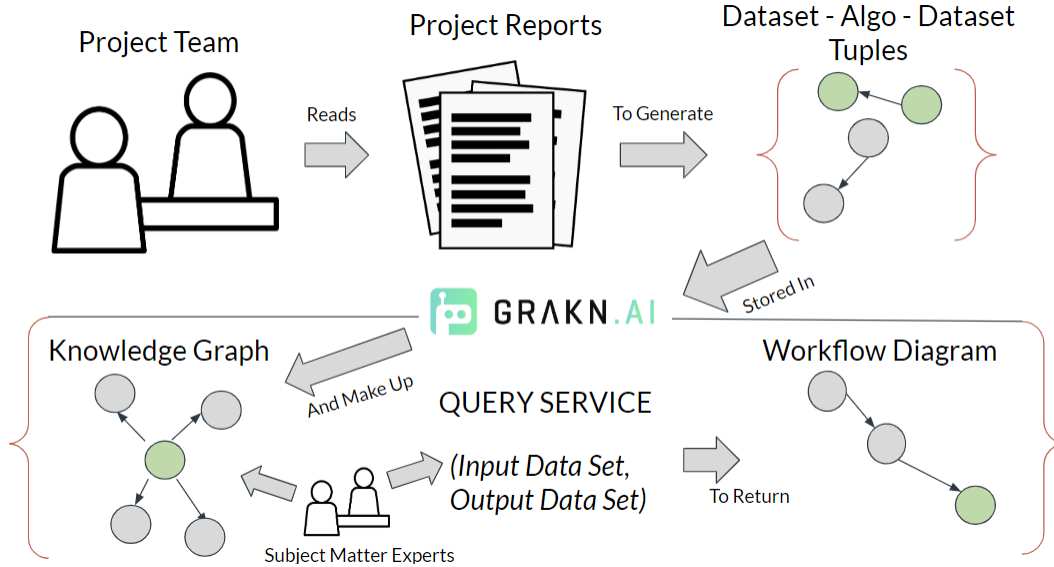 Project Team
Project Reports
Dataset - Algo - Dataset
Tuples
Reads
To Generate
Stored In
GRAKN.AI
Knowledge Graph
And Make Up
Workflow Diagram
QUERY SERVICE
(Input Data Set,
Output Data Set)
To Return
Subject Matter Experts